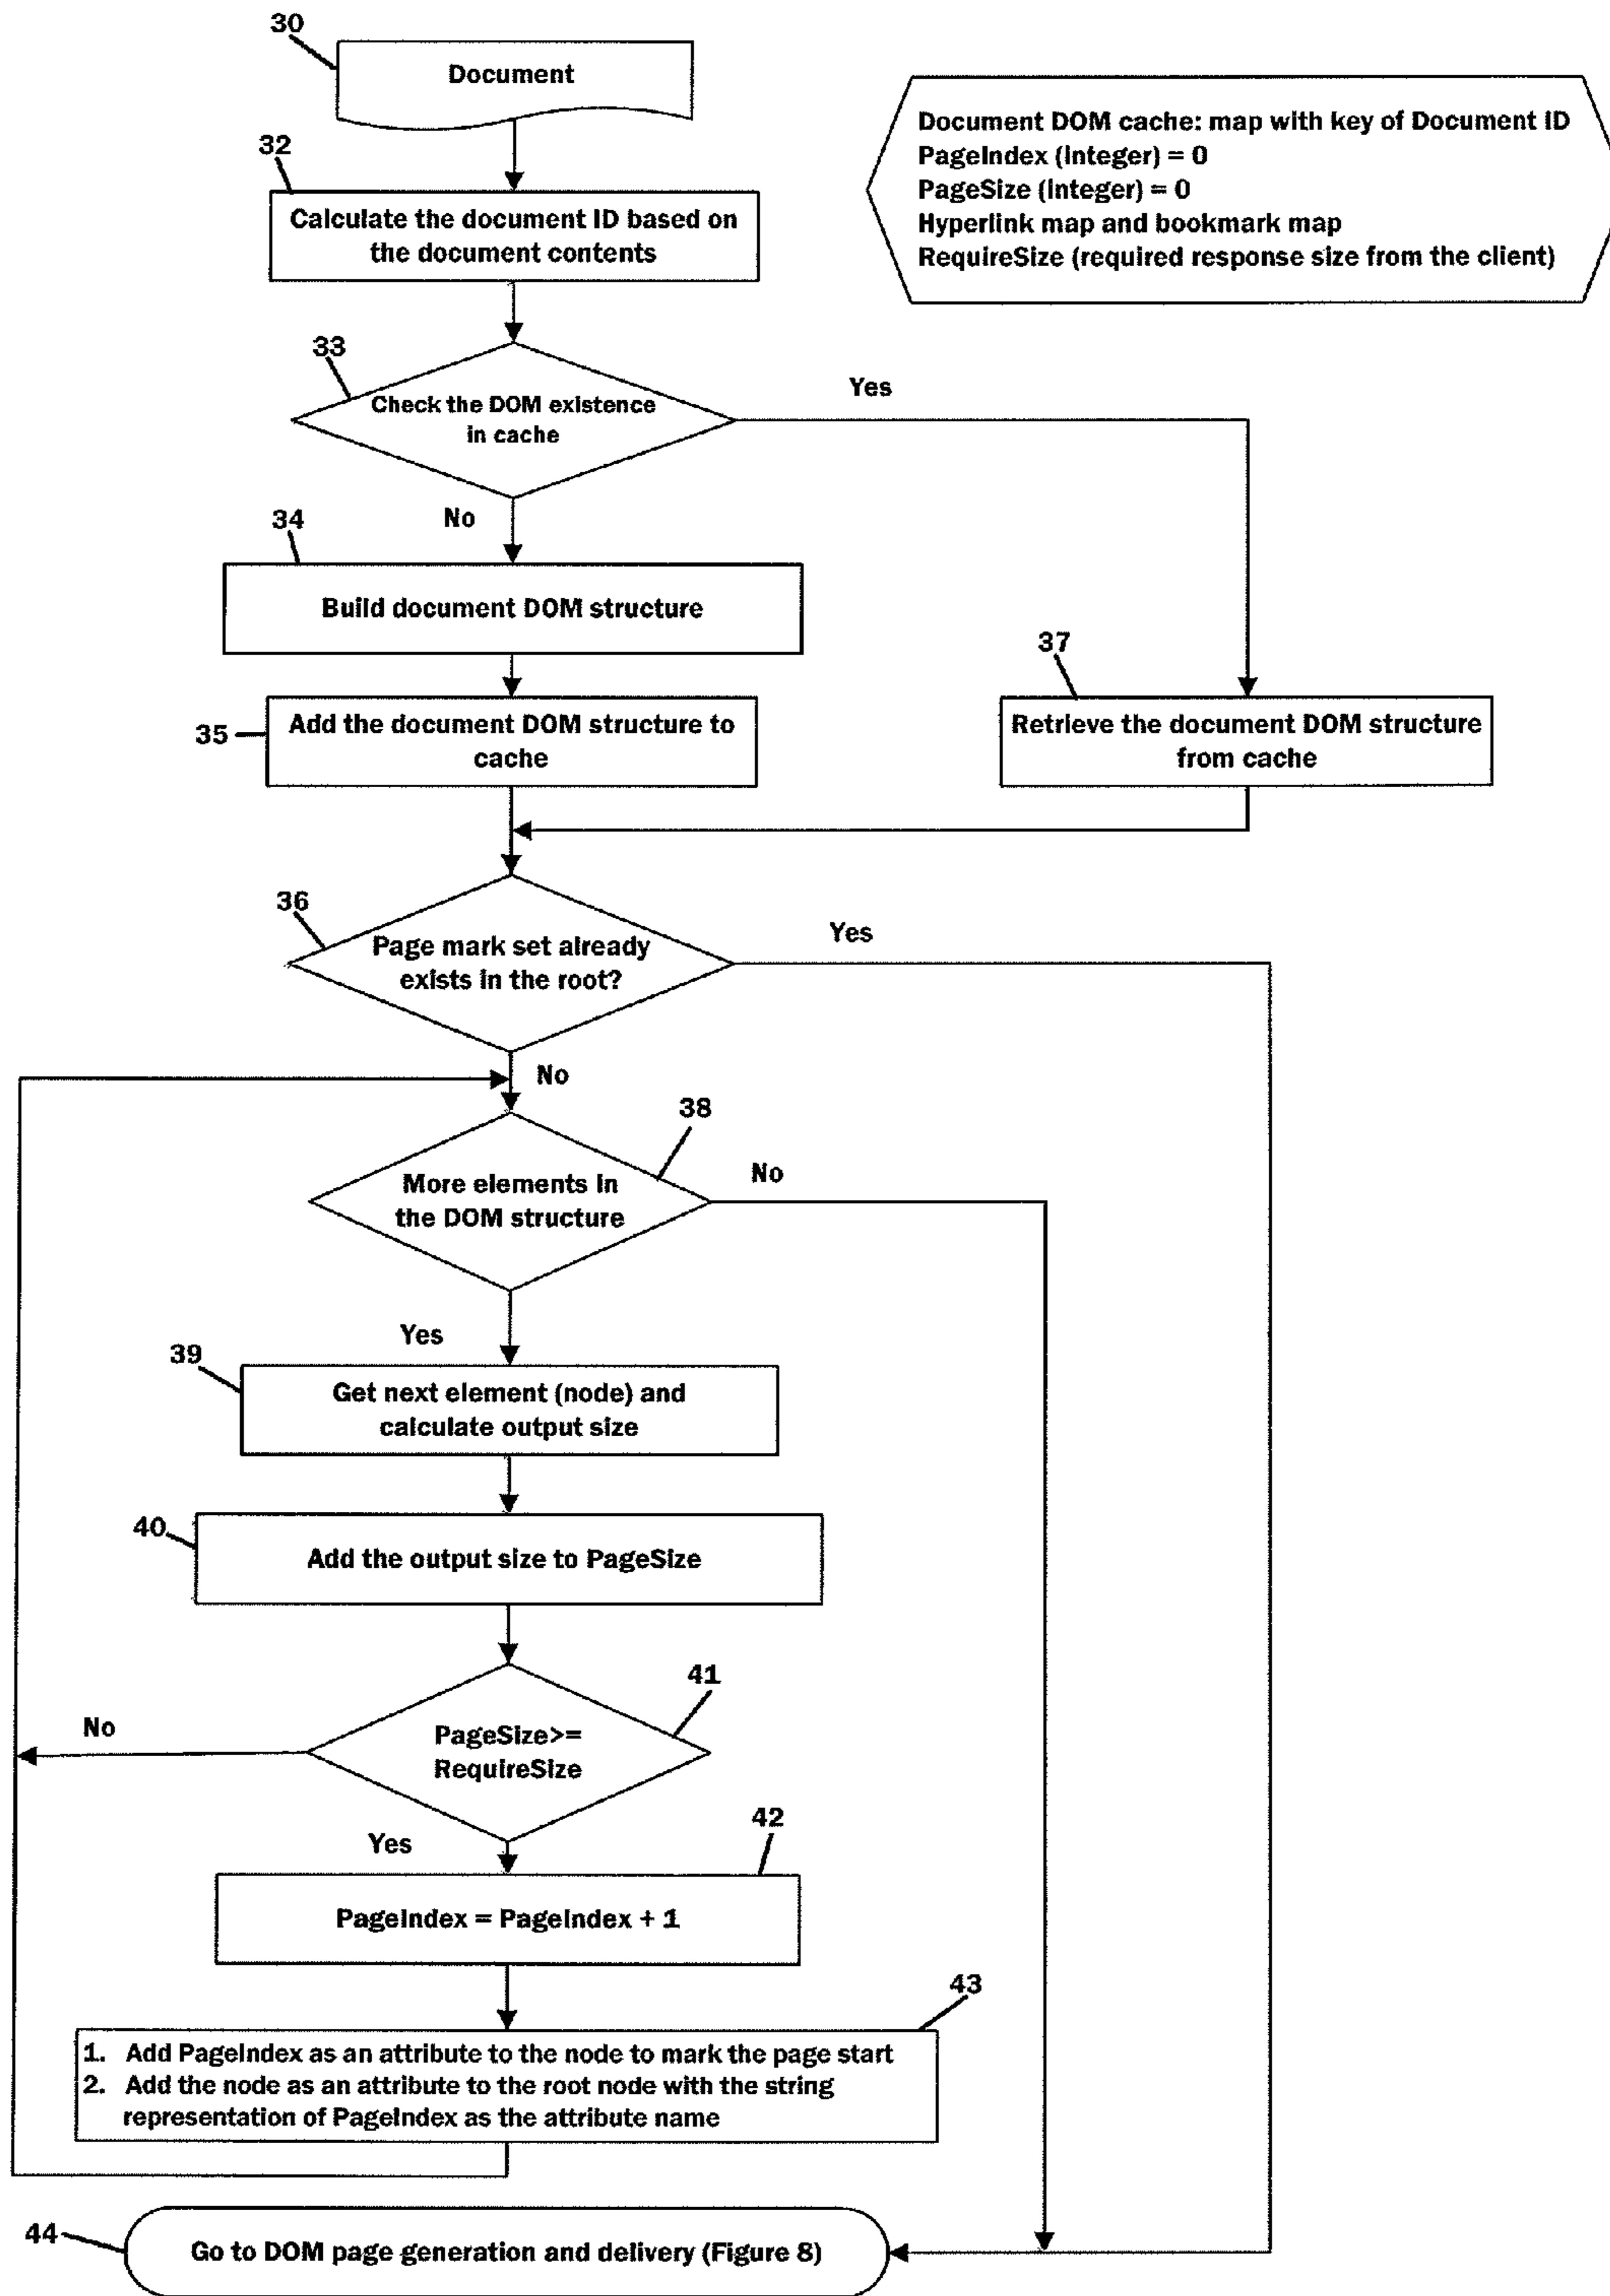 30
Document
Document DOM cache: map with key of Document ID
PageIndex (Integer) = 0
PageSize (Integer) = 0
Hyperlink map and bookmark map
RequireSize (required response size from the client)
32
Calculate the document ID based on
the document contents
33
Check the DOM existence
in cache
Yes
No
34
Build document DOM structure
37
35
Add the document DOM structure to
cache
Retrieve the document DOM structure
from cache
36
Page mark set already
exists in the root?
Yes
No
38
More elements in
the DOM structure
No
Yes
39
Get next element (node) and
calculate output size
40
Add the output size to PageSize
41
PageSize>=
RequireSize
No
Yes
42
PageIndex = PageIndex + 1
43
1. Add PageIndex as an attribute to the node to mark the page start
2. Add the node as an attribute to the root node with the string
representation of PageIndex as the attribute name
44
Go to DOM page generation and delivery (Figure 8)